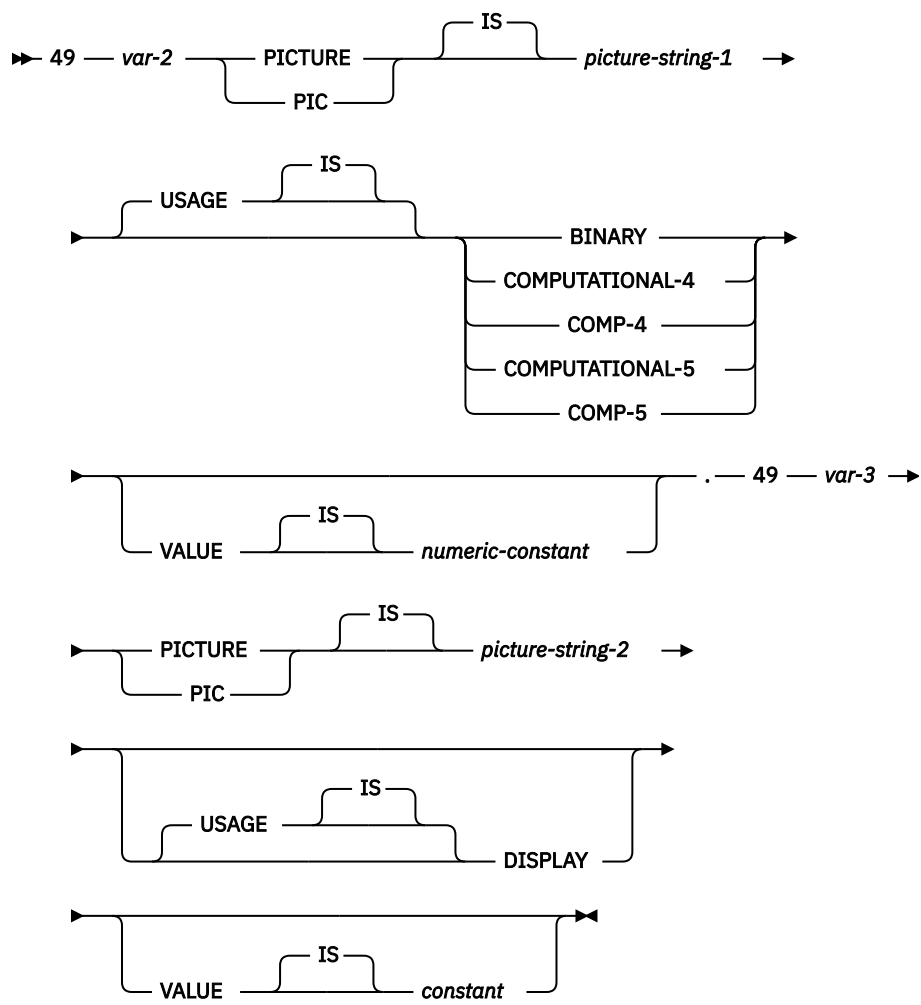 IS
49 var-2 PICTURE picture-string-1
PIC
IS
USAGE
BINARY
COMPUTATIONAL-4
COMP-4
COMPUTATIONAL-5
COMP-5
. 49 var-3
IS
VALUE numeric-constant
IS
PICTURE picture-string-2
PIC
IS
USAGE
DISPLAY
IS
VALUE constant